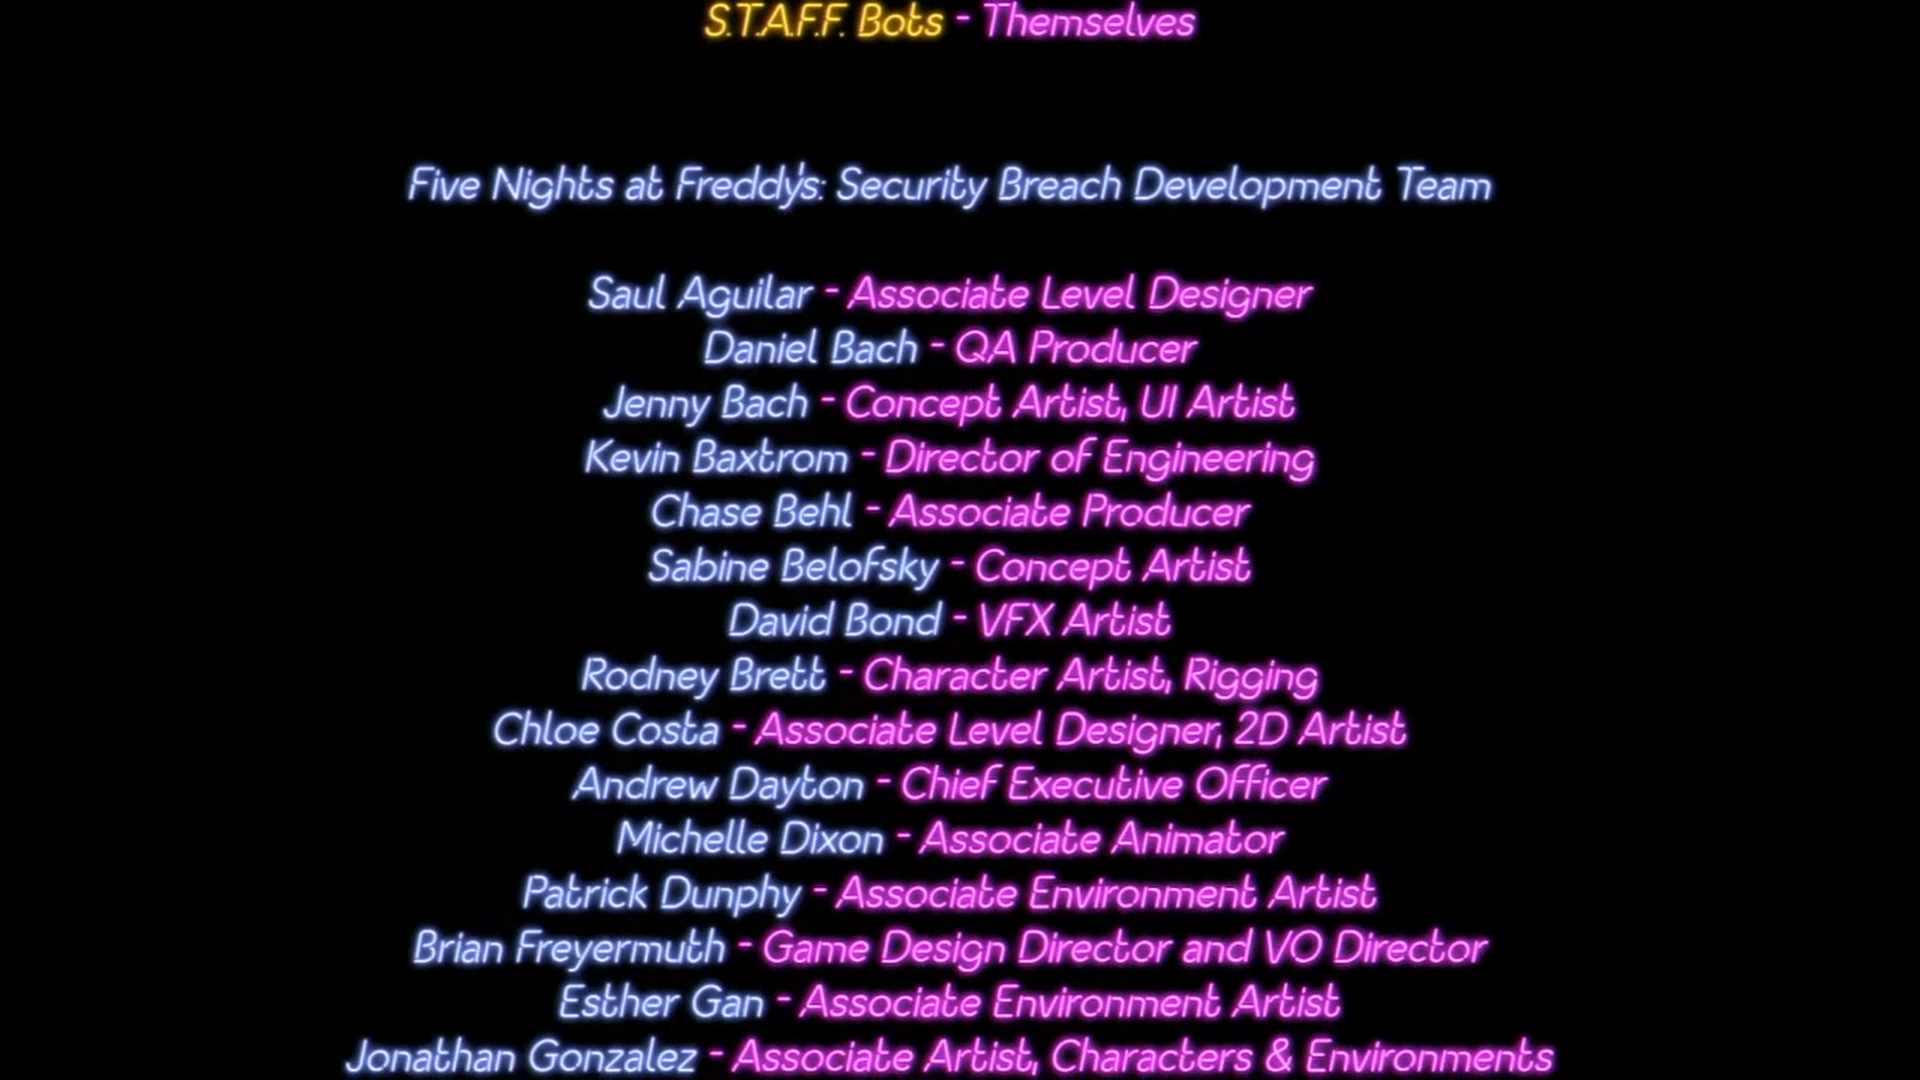 S.T.A.F.F. Bots - Themselves
Five Nights at Freddy's: Security Breach Development Team
Saul Aguilar - Associate Level Designer
Daniel Bach - QA Producer
Jenny Bach - Concept Artist, UI Artist
Kevin Baxtrom - Director of Engineering
Chase Behl - Associate Producer
Sabine Belofsky - Concept Artist
David Bond - VFX Artist
Rodney Brett - Character Artist, Rigging
Chloe Costa - Associate Level Designer, 2D Artist
Andrew Dayton - Chief Executive Officer
Michelle Dixon - Associate Animator
Patrick Dunphy - Associate Environment Artist
Brian Freyermuth - Game Design Director and VO Director
Esther Gan - Associate Environment Artist
Jonathan Gonzalez - Associate Artist, Characters & Environments